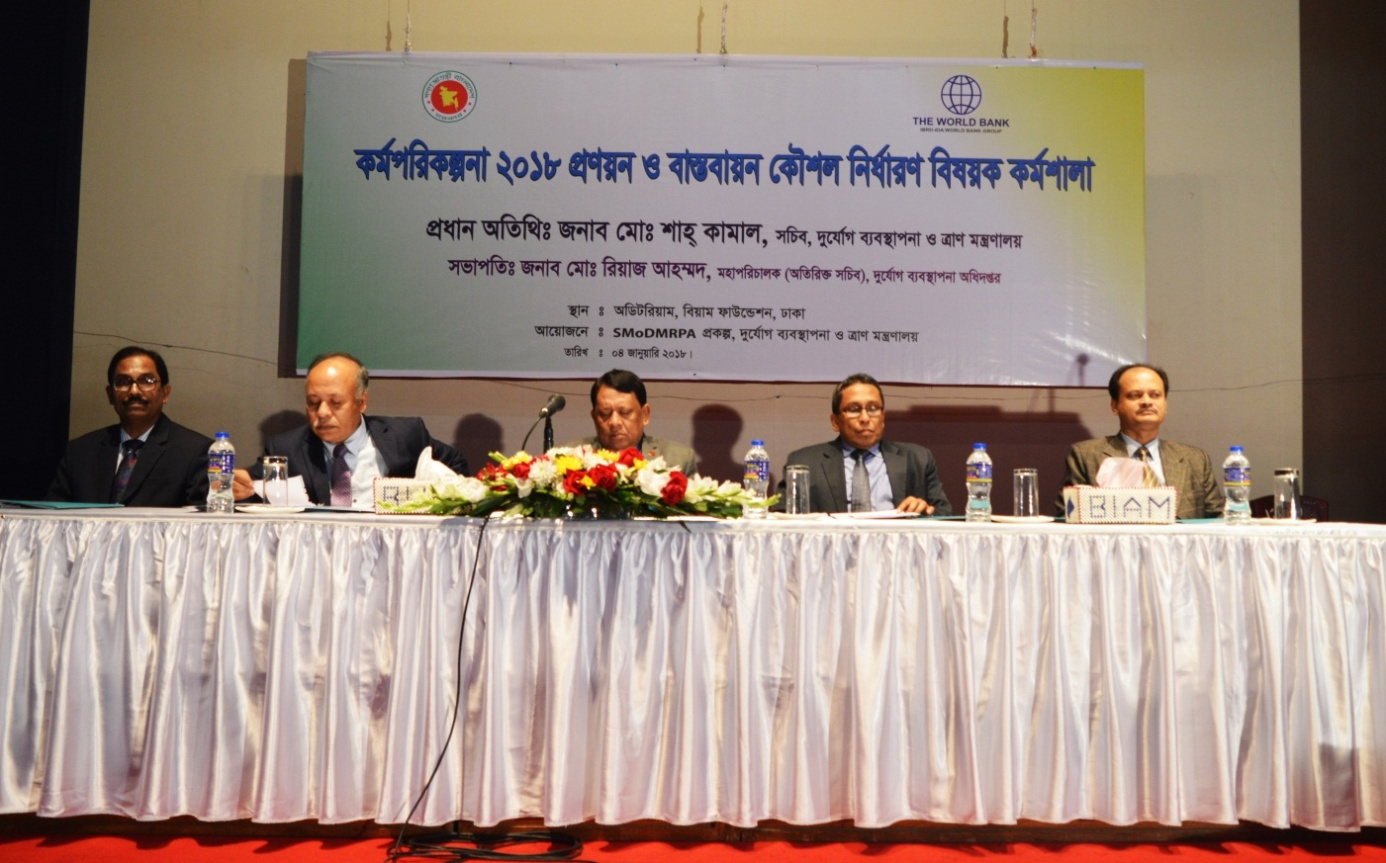 THE WORLD BANK
IBRD.IDA WORLD BANK GROUP
কর্মপরিকল্পনা ২০১৮ প্রণয়ন ও বাস্তবায়ন কৌশল নির্ধারণ বিষয়ক কর্মশালা
প্রধান অতিথিঃ জনাব মোঃ শাহ্ কামাল, সচিব, দুর্যোগ ব্যবস্থাপনা ও ত্রাণ মন্ত্রণালয়
সভাপতিঃ জনাব মোঃ রিয়াজ আহম্মদ, মহাপরিচালক (অতিরিক্ত সচিব), দুর্যোগ ব্যবস্থাপনা অধিদপ্তর
স্থান ঃ অডিটরিয়াম, বিয়াম ফাউন্ডেশন, ঢাকা
আয়োজনে ঃ SMoDMRPA প্রকল্প, দুর্যোগ ব্যবস্থাপনা ও ত্রাণ মন্ত্রণালয়
তারিখ ঃ ০৪ জানুয়ারি ২০১৮।
BIAM